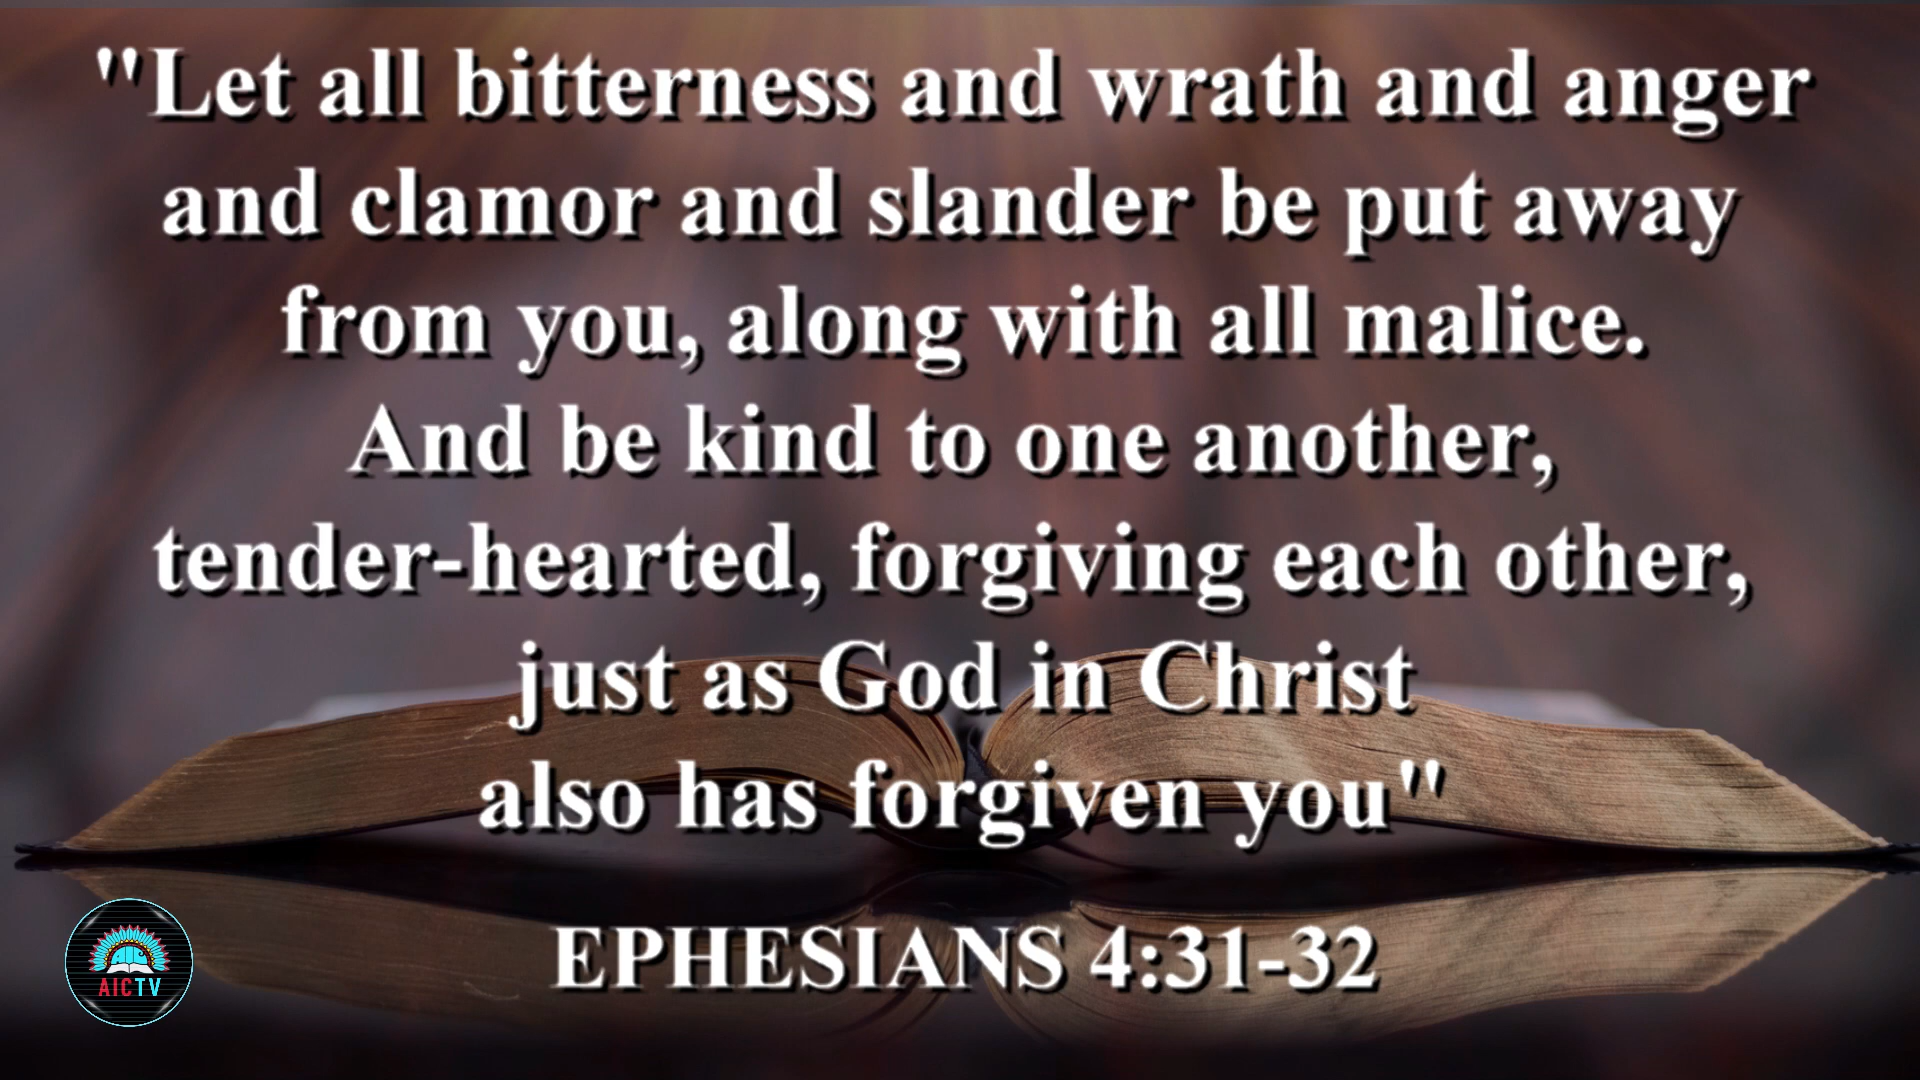 "Let all bitterness and wrath and anger
and clamor and slander be put away
from you, along with all malice.
And be kind to one another,
tender-hearted, forgiving each other,
just as God in Christ
also has forgiven you"
EPHESIANS 4:31-32
AIC
AICTV